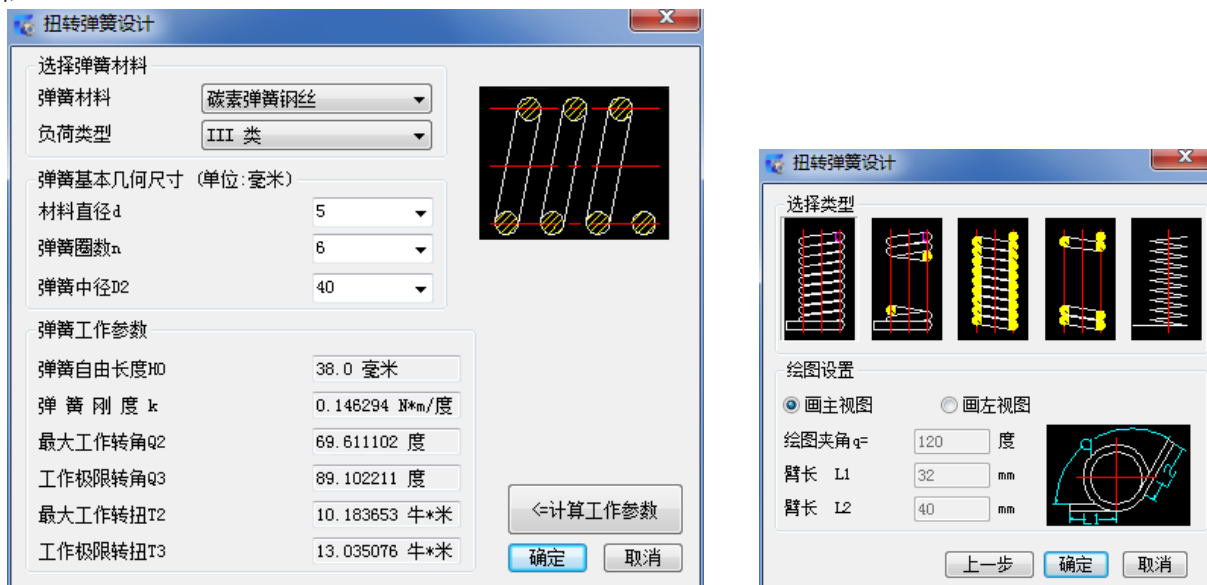 扭转弹簧设计
选择弹簧材料
弹簧材料 碳素弹簧钢丝
负荷类型 III 类
弹簧基本几何尺寸 (单位:毫米)
材料直径d 5
弹簧圈数n 6
弹簧中径D2 40
弹簧工作参数
弹簧自由长度H0 38.0 毫米
弹 簧 刚 度 k 0.146294 N*m/度
最大工作转角Q2 69.611102 度
工作极限转角Q3 89.102211 度
最大工作转扭T2 10.183653 牛*米
工作极限转扭T3 13.035076 牛*米
<=计算工作参数
确定 取消
扭转弹簧设计
选择类型
绘图设置
画主视图 画左视图
绘图夹角q= 120 度
臂长 L1 32 mm
臂长 L2 40 mm
q
L2
L1
上一步 确定 取消